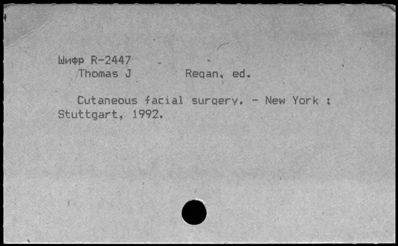 Шифр R-2447
Thomas J Regan, ed.
Cutaneous facial surgery. - New York :
Stuttgart, 1992.